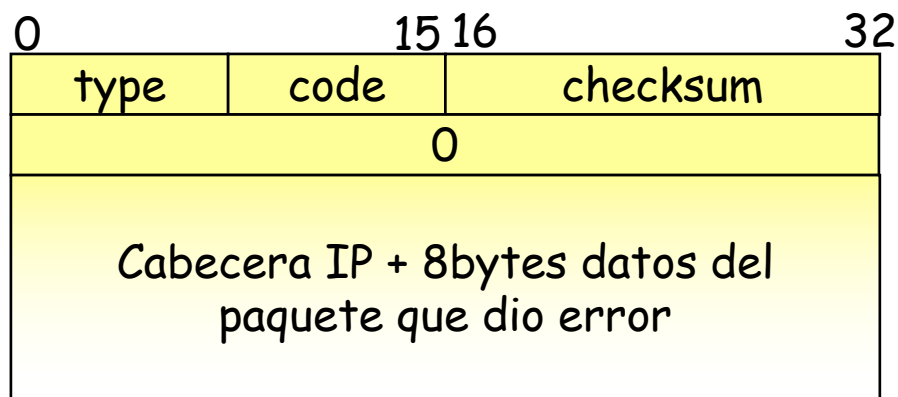 0 15 16 32
type code checksum
0
Cabecera IP + 8bytes datos del
paquete que dio error